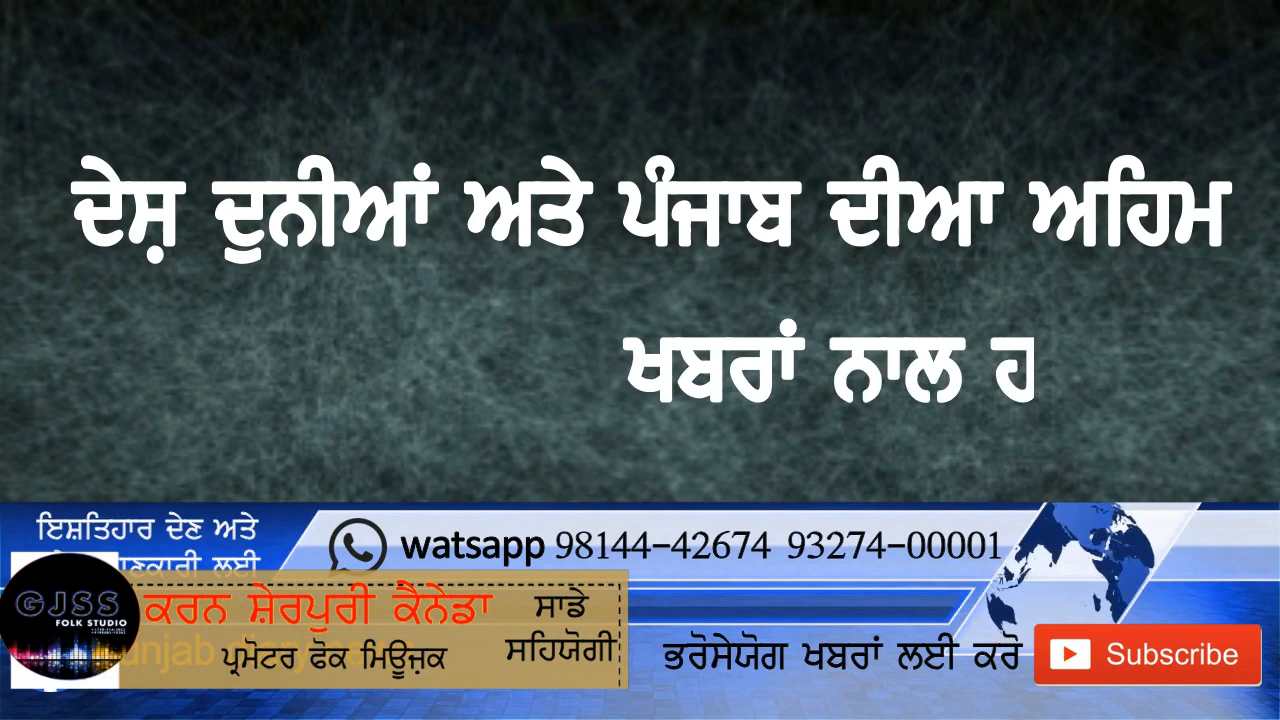 ਦੇਸ਼ ਦੁਨੀਆਂ ਅਤੇ ਪੰਜਾਬ ਦੀਆ ਅਹਿਮ
ਖਬਰਾਂ ਨਾਲ ਹ
ਇਸ਼ਤਿਹਾਰ ਦੇਣ ਅਤੇ
ਲਈ
watsapp 98144-42674 93274-00001
GJSS
FOLK STUDIO
ਕਰਨ ਸ਼ੇਰਪੁਰੀ ਕੈਨੇਡਾ
ਪ੍ਰਮੋਟਰ ਫੋਕ ਮਿਊਜ਼ਕ
ਸਾਡੇ
ਸਹਿਯੋਗੀ
ਭਰੋਸੇਯੋਗ ਖਬਰਾਂ ਲਈ ਕਰੋ
Subscribe